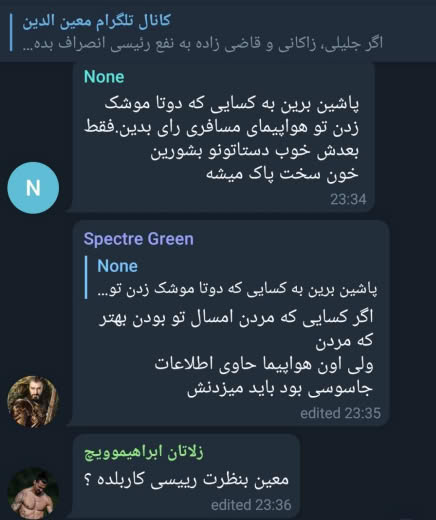 کانال تلگرام معین الدین
اگر جلیلی، زاکانی و قاضی زاده به نفع رئیسی انصراف بده...
None
پاشین برین به کسایی که دوتا موشک
زدن تو هواپیمای مسافری رای بدین.فقط
بعدش خوب دستاتونو بشورین
خون سخت پاک میشه
23:34
N
Spectre Green
None
پاشین برین به کسایی که دوتا موشک زدن تو...
اگر کسایی که مردن امسال تو بودن بهتر
که مردن
ولی اون هواپیما حاوی اطلاعات
جاسوسی بود باید میزدنش
edited 23:35
زلاتان ابراهیموویچ
معین بنظرت رییسی کاربلده ؟
edited 23:36